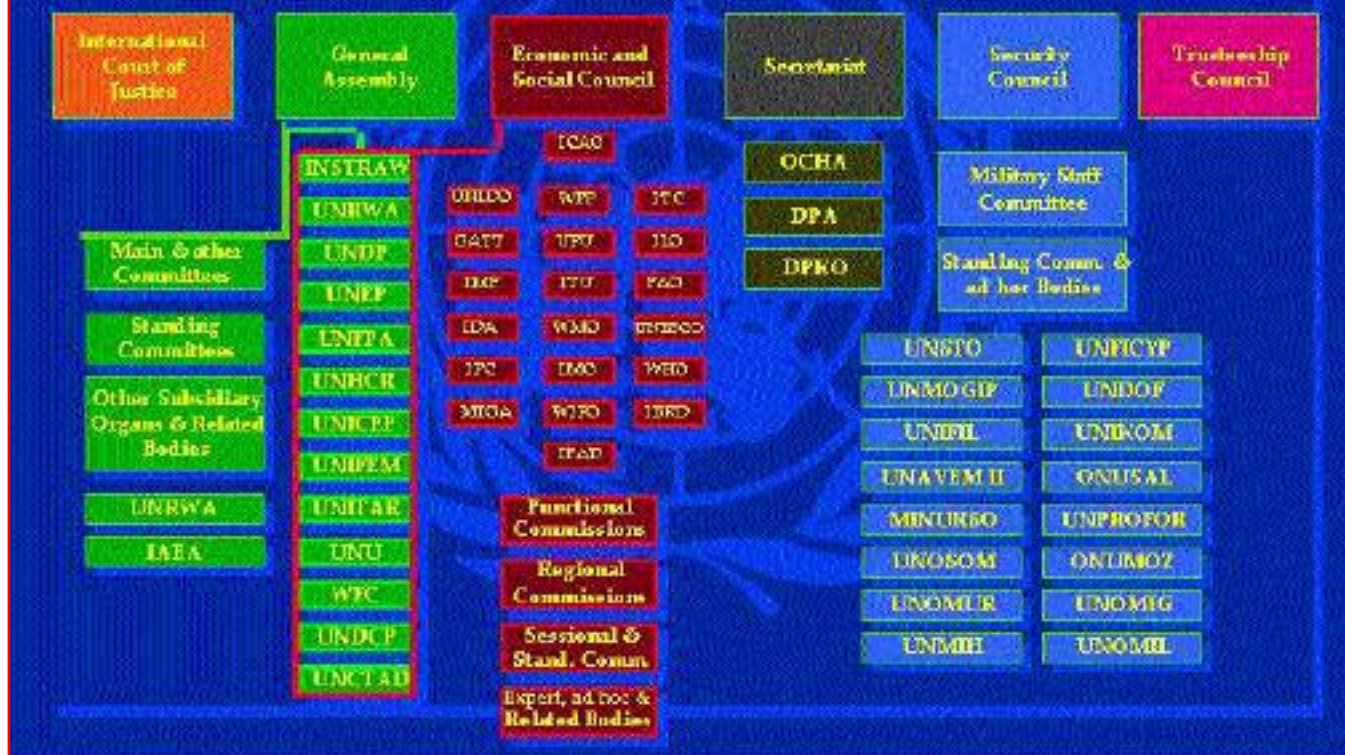 International
Court of
Justice
General
Assembly
Economic and
Social Council
Secretariat
Security
Council
Trusteeship
Council
Main & other
Committees
Standing
Committees
Other Subsidiary
Organs & Related
Bodies
UNRWA
IAEA
INSTRAW
UNRWA
UNDP
UNEP
UNFPA
UNHCR
UNICEF
UNIFEM
UNITAR
UNU
WFC
UNDCP
UNCTAD
ICAO
UNIDO WFP ITC
GATT UPU ILO
IMF ITU FAO
IDA WMO UNESCO
IFC IMO WHO
MIGA WIPO IBRD
IFAD
Functional
Commissions
Regional
Commissions
Sessional &
Stand. Comm.
Expert, ad hoc &
Related Bodies
OCHA
DPA
DPKO
Military Staff
Committee
Standing Comm. &
ad hoc Bodies
UNSTO UNFICYP
UNMOGIP UNDOF
UNIFIL UNIKOM
UNAVEM II ONUSAL
MINURSO UNPROFOR
UNOSOM ONUMOZ
UNOMUR UNOMIG
UNMIH UNOMIL